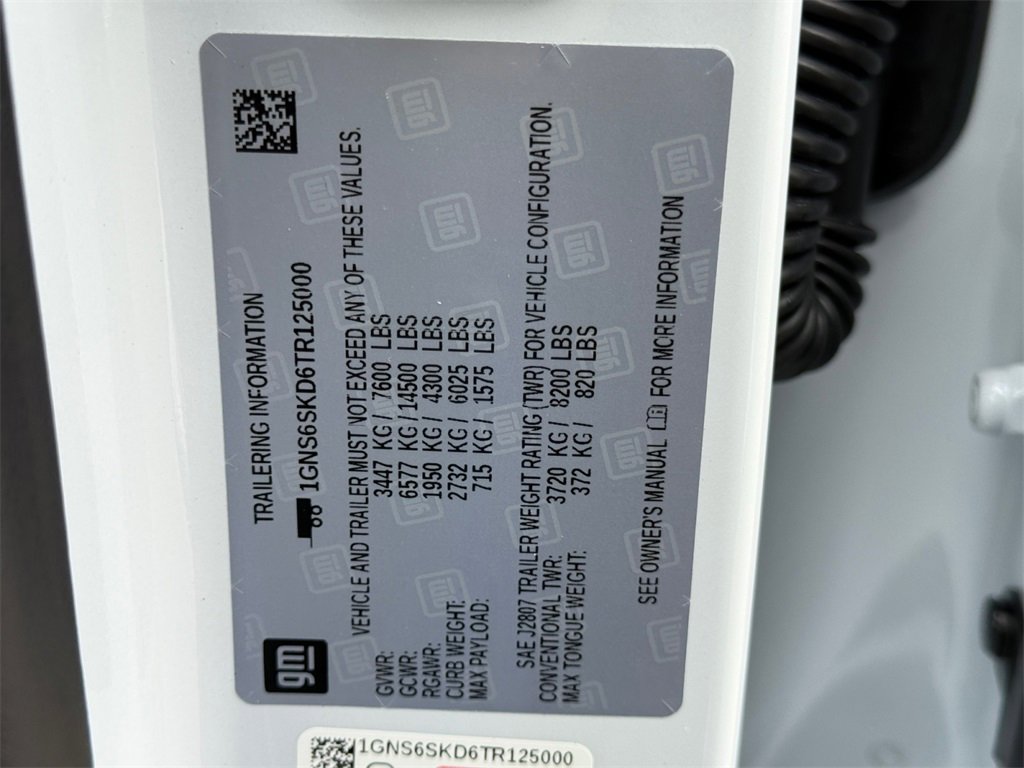 gm
TRAILERING INFORMATION
1GNS6SKD6TR125000
VEHICLE AND TRAILER MUST NOT EXCEED ANY OF THESE VALUES.
GVWR: 3447 KG / 7600 LBS
GCWR: 6577 KG / 14500 LBS
RGAWR: 1950 KG / 4300 LBS
CURB WEIGHT: 2732 KG / 6025 LBS
MAX PAYLOAD: 715 KG / 1575 LBS
SAE J2807 TRAILER WEIGHT RATING (TWR) FOR VEHICLE CONFIGURATION.
CONVENTIONAL TWR: 3720 KG / 8200 LBS
MAX TONGUE WEIGHT: 372 KG / 820 LBS
SEE OWNER'S MANUAL FOR MORE INFORMATION
1GNS6SKD6TR125000